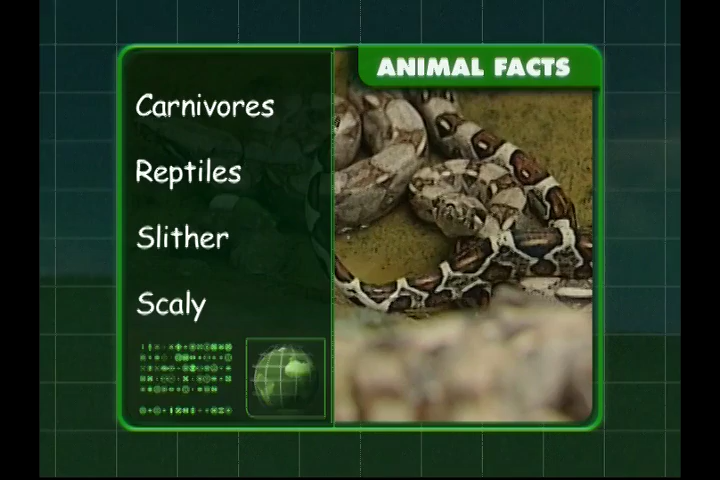 ANIMAL FACTS
Carnivores
Reptiles
Slither
Scaly